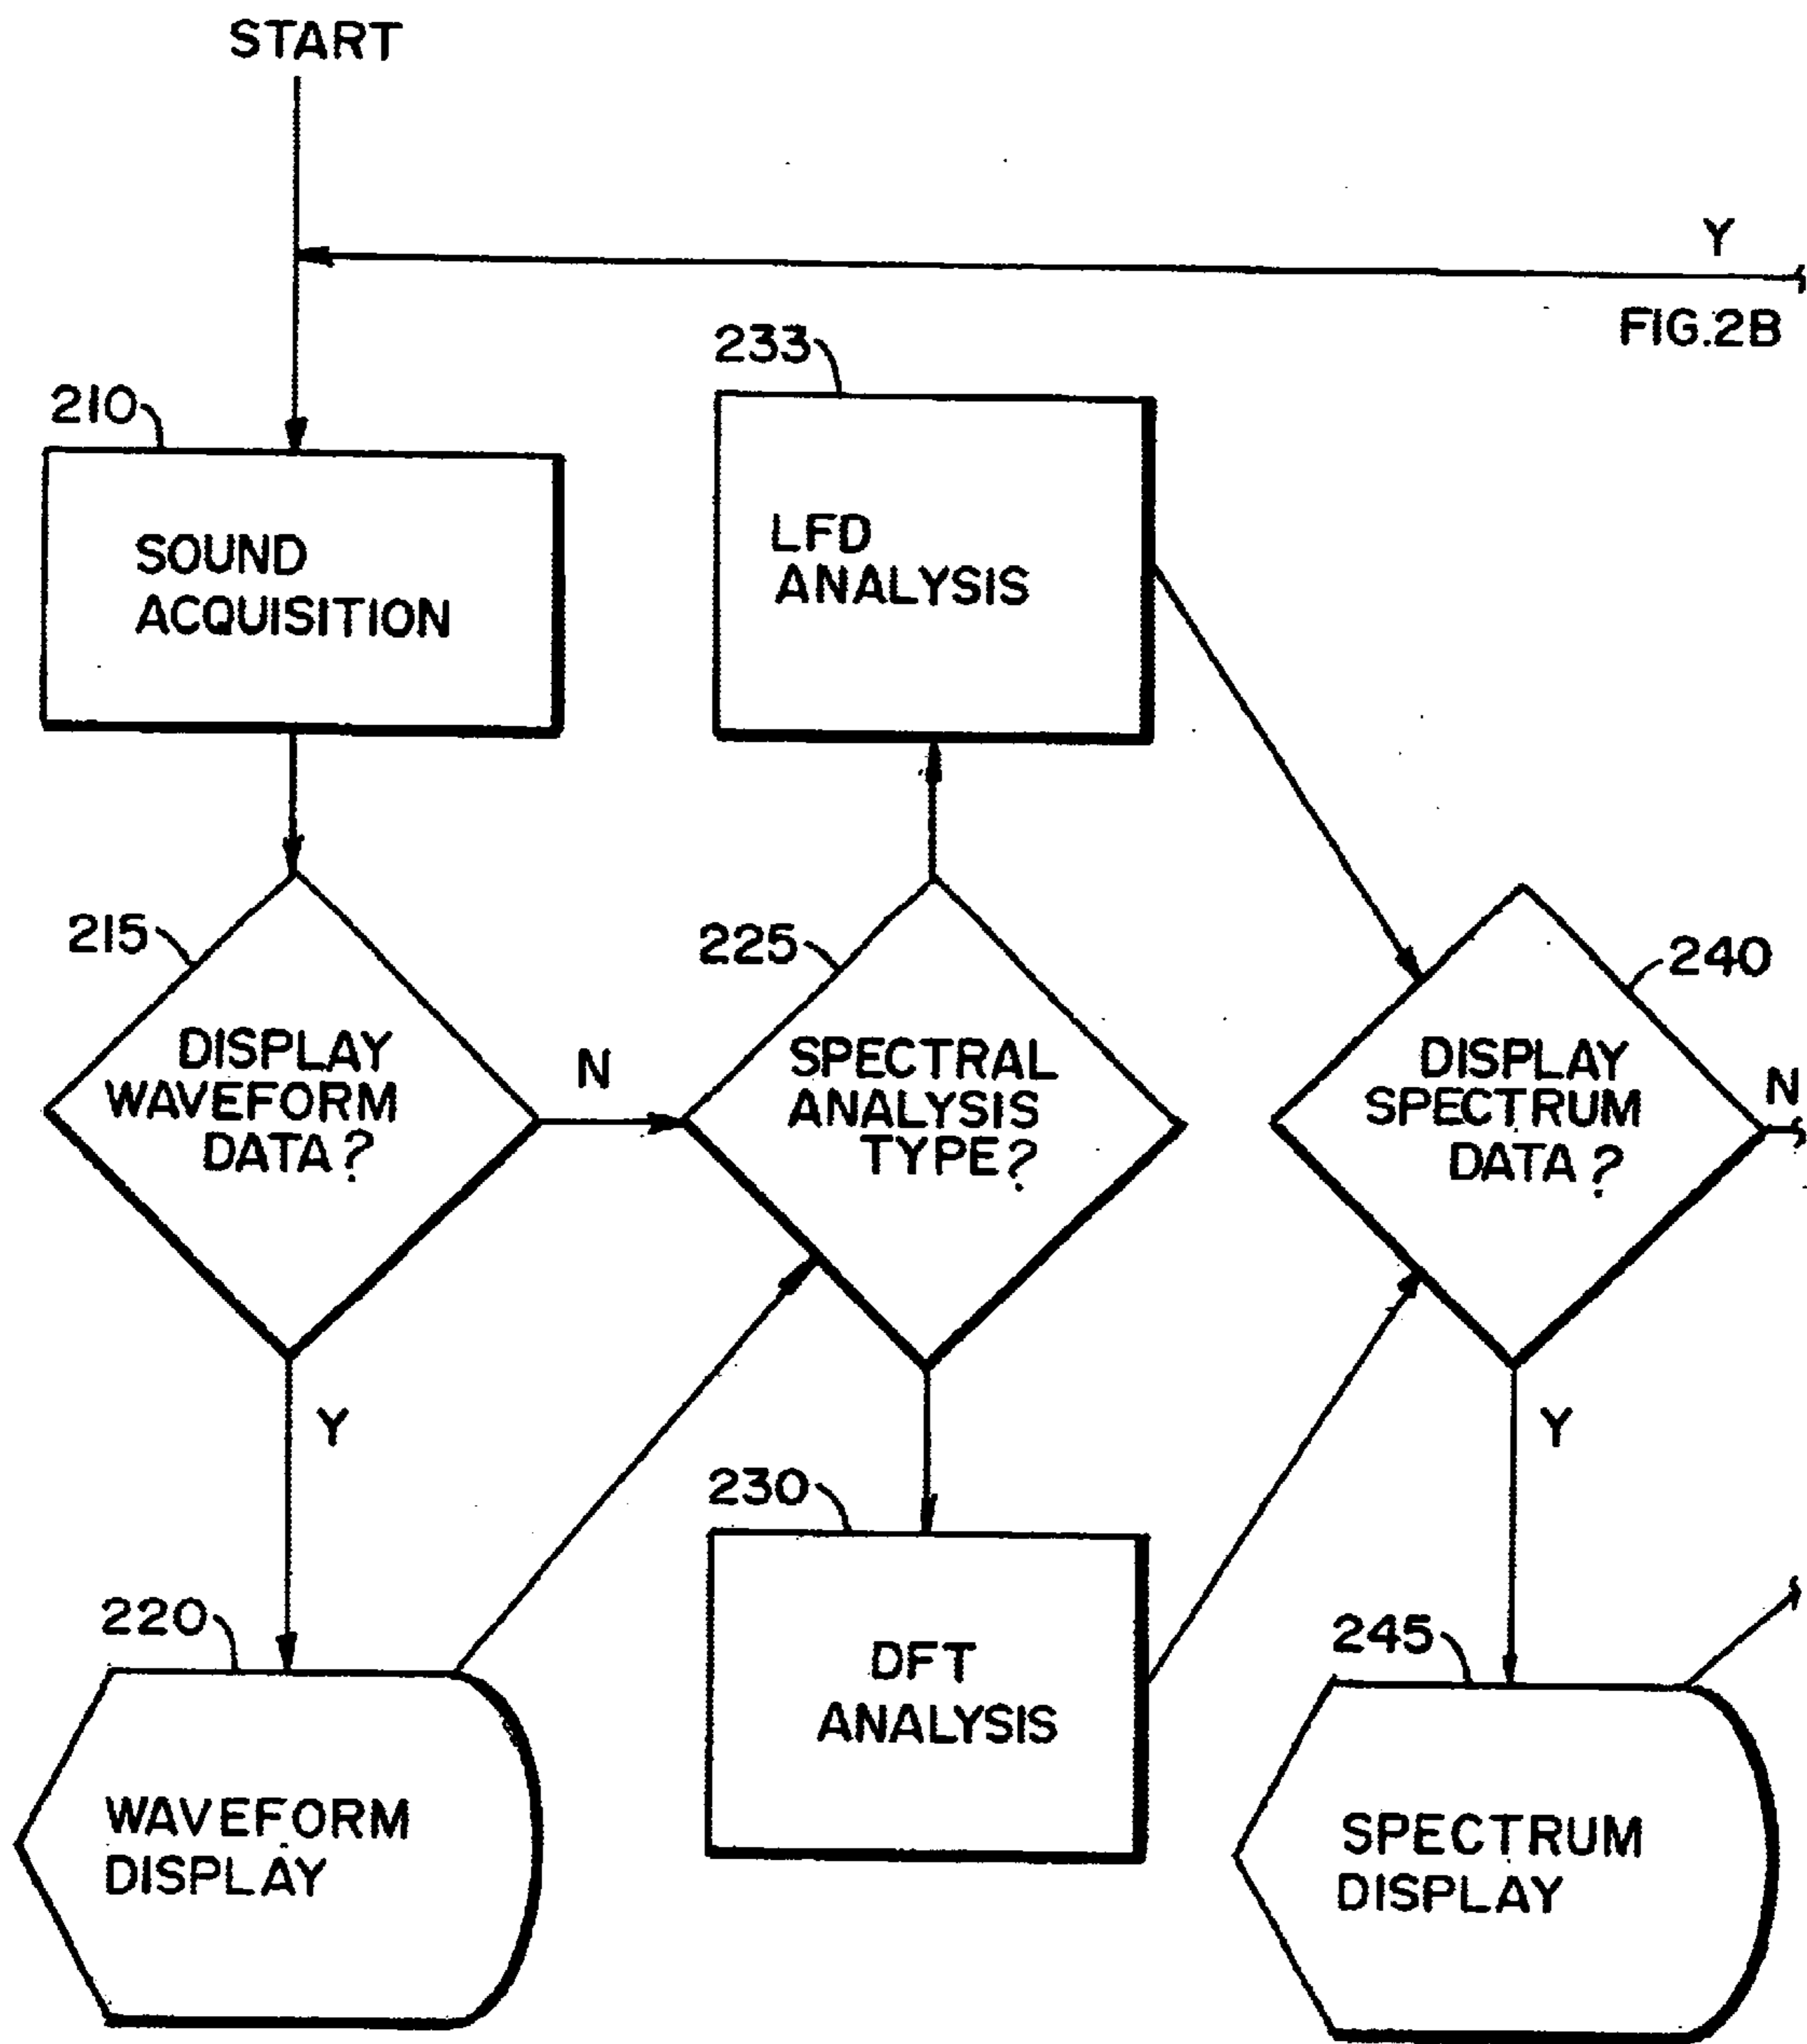 START
Y
FIG.2B
233
210
LFD
ANALYSIS
SOUND
ACQUISITION
215
225
240
DISPLAY
WAVEFORM
DATA?
N
SPECTRAL
ANALYSIS
TYPE?
DISPLAY
SPECTRUM
DATA?
N
Y
Y
230
220
245
DFT
ANALYSIS
WAVEFORM
DISPLAY
SPECTRUM
DISPLAY